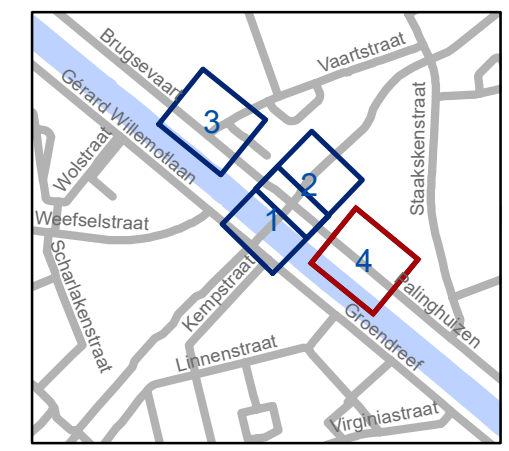 Brugsevaart
Vaartstraat
Gérard Willemotlaan
3
Staakskenstraat
Wolstraat
2
Weefselstraat
1
Scharlakenstraat
4
Kempstraat
Palinghuizen
Groendreef
Linnenstraat
Virginiastraat